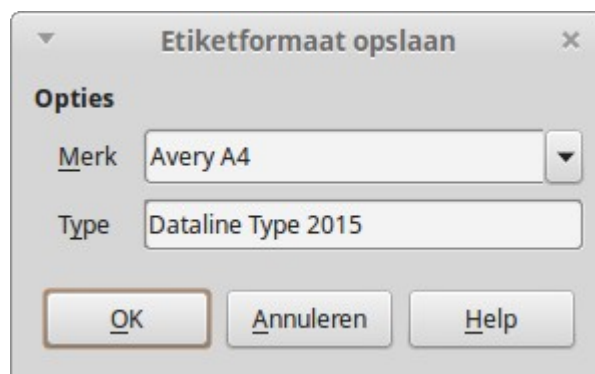 Etiketformaat opslaan
Opties
Merk Avery A4
Type Dataline Type 2015
OK Annuleren Help